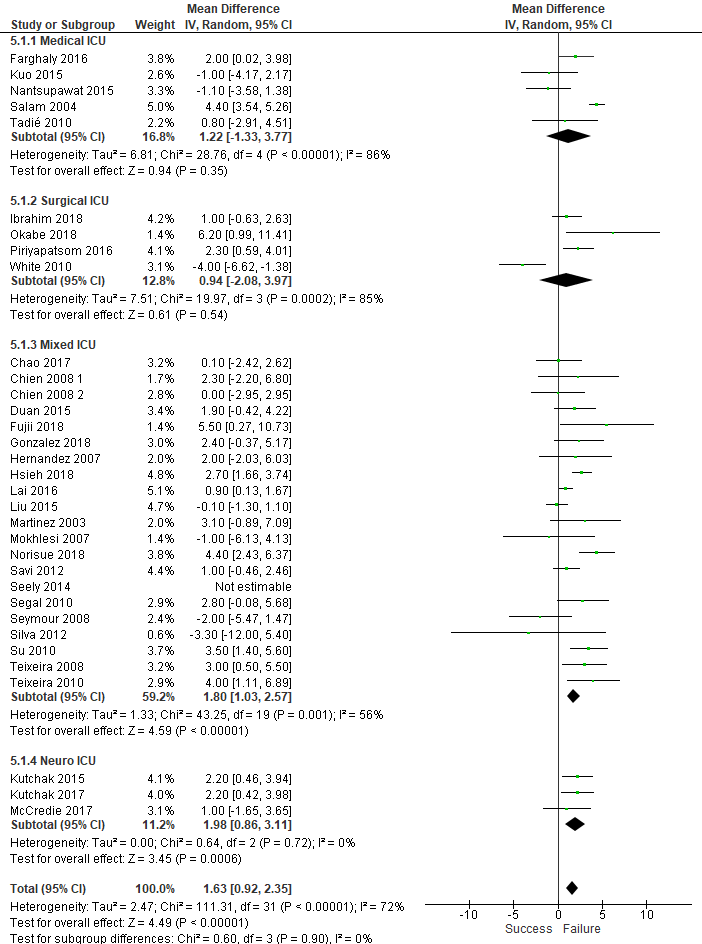 Mean Difference Mean Difference
Study or Subgroup Weight IV, Random, 95% CI IV, Random, 95% CI
5.1.1 Medical ICU
Farghaly 2016 3.8% 2.00 [0.02, 3.98]
Kuo 2015 2.6% -1.00 [-4.17, 2.17]
Nantsupawat 2015 3.3% -1.10 [-3.58, 1.38]
Salam 2004 5.0% 4.40 [3.54, 5.26]
Tadié 2010 2.2% 0.80 [-2.91, 4.51]
Subtotal (95% CI) 16.8% 1.22 [-1.33, 3.77]
Heterogeneity: Tau² = 6.81; Chi² = 28.76, df = 4 (P < 0.00001); I² = 86%
Test for overall effect: Z = 0.94 (P = 0.35)
5.1.2 Surgical ICU
Ibrahim 2018 4.2% 1.00 [-0.63, 2.63]
Okabe 2018 1.4% 6.20 [0.99, 11.41]
Piriyapatsom 2016 4.1% 2.30 [0.59, 4.01]
White 2010 3.1% -4.00 [-6.62, -1.38]
Subtotal (95% CI) 12.8% 0.94 [-2.08, 3.97]
Heterogeneity: Tau² = 7.51; Chi² = 19.97, df = 3 (P = 0.0002); I² = 85%
Test for overall effect: Z = 0.61 (P = 0.54)
5.1.3 Mixed ICU
Chao 2017 3.2% 0.10 [-2.42, 2.62]
Chien 2008 1 1.7% 2.30 [-2.20, 6.80]
Chien 2008 2 2.8% 0.00 [-2.95, 2.95]
Duan 2015 3.4% 1.90 [-0.42, 4.22]
Fujii 2018 1.4% 5.50 [0.27, 10.73]
Gonzalez 2018 3.0% 2.40 [-0.37, 5.17]
Hernandez 2007 2.0% 2.00 [-2.03, 6.03]
Hsieh 2018 4.8% 2.70 [1.66, 3.74]
Lai 2016 5.1% 0.90 [0.13, 1.67]
Liu 2015 4.7% -0.10 [-1.30, 1.10]
Martinez 2003 2.0% 3.10 [-0.89, 7.09]
Mokhlesi 2007 1.4% -1.00 [-6.13, 4.13]
Norisue 2018 3.8% 4.40 [2.43, 6.37]
Savi 2012 4.4% 1.00 [-0.46, 2.46]
Seely 2014 Not estimable
Segal 2010 2.9% 2.80 [-0.08, 5.68]
Seymour 2008 2.4% -2.00 [-5.47, 1.47]
Silva 2012 0.6% -3.30 [-12.00, 5.40]
Su 2010 3.7% 3.50 [1.40, 5.60]
Teixeira 2008 3.2% 3.00 [0.50, 5.50]
Teixeira 2010 2.9% 4.00 [1.11, 6.89]
Subtotal (95% CI) 59.2% 1.80 [1.03, 2.57]
Heterogeneity: Tau² = 1.33; Chi² = 43.25, df = 19 (P = 0.001); I² = 56%
Test for overall effect: Z = 4.59 (P < 0.00001)
5.1.4 Neuro ICU
Kutchak 2015 4.1% 2.20 [0.46, 3.94]
Kutchak 2017 4.0% 2.20 [0.42, 3.98]
McCredie 2017 3.1% 1.00 [-1.65, 3.65]
Subtotal (95% CI) 11.2% 1.98 [0.86, 3.11]
Heterogeneity: Tau² = 0.00; Chi² = 0.64, df = 2 (P = 0.72); I² = 0%
Test for overall effect: Z = 3.45 (P = 0.0006)
Total (95% CI) 100.0% 1.63 [0.92, 2.35]
Heterogeneity: Tau² = 2.47; Chi² = 111.31, df = 31 (P < 0.00001); I² = 72%
-10 -5 0 5 10
Test for overall effect: Z = 4.49 (P < 0.00001)
Success Failure
Test for subgroup differences: Chi² = 0.60, df = 3 (P = 0.90), I² = 0%